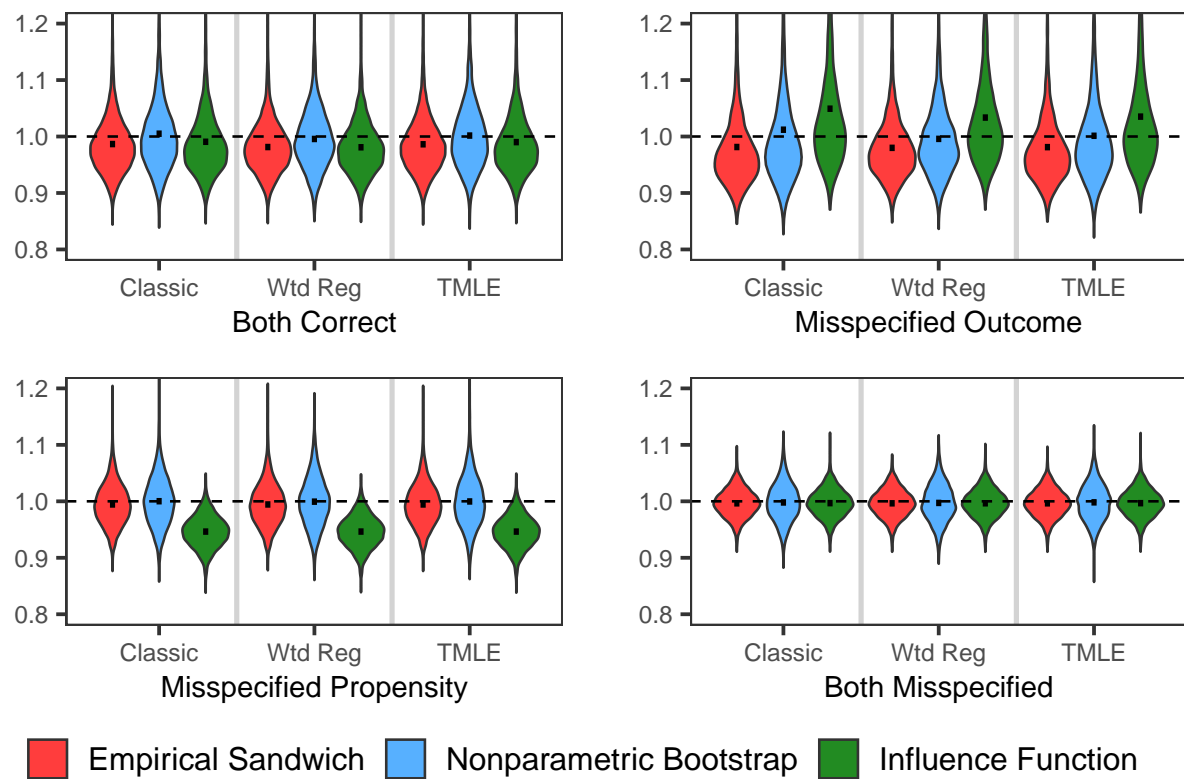 1.2
1.1
1.0
0.9
0.8
Classic Wtd Reg TMLE
Both Correct
1.2
1.1
1.0
0.9
0.8
Classic Wtd Reg TMLE
Misspecified Outcome
1.2
1.1
1.0
0.9
0.8
Classic Wtd Reg TMLE
Misspecified Propensity
1.2
1.1
1.0
0.9
0.8
Classic Wtd Reg TMLE
Both Misspecified
Empirical Sandwich Nonparametric Bootstrap Influence Function